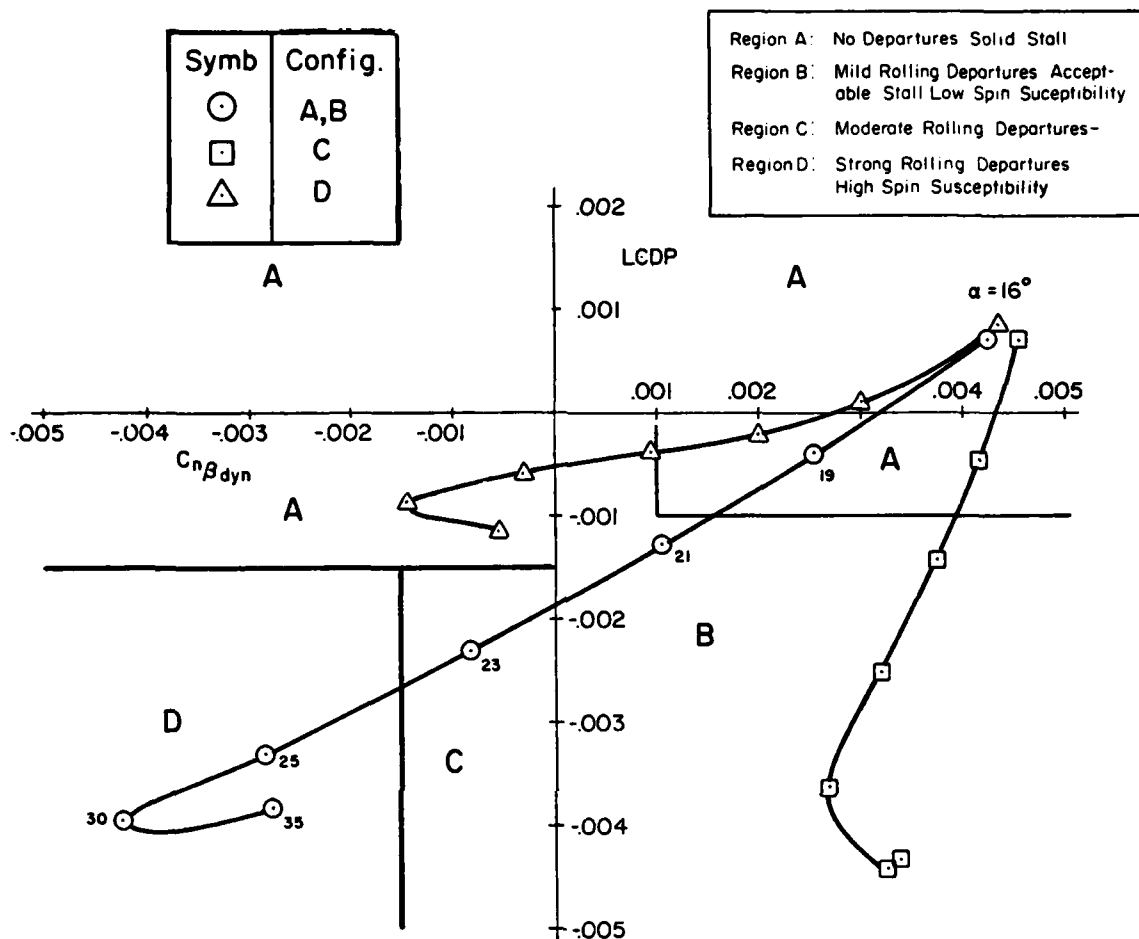 Symb Config.
A,B
C
D
Region A: No Departures Solid Stall
Region B: Mild Rolling Departures Accept-
able Stall Low Spin Suceptibility
Region C: Moderate Rolling Departures-
Region D: Strong Rolling Departures
High Spin Susceptibility
.002
LCDP
A
A
α = 16°
.001
.001 .002 .004 .005
-.005 -.004 -.003 -.002 -.001
Cnβdyn
A
19
A
-.001
21
B
-.002
23
D
-.003
25
C
30
35
-.004
-.005